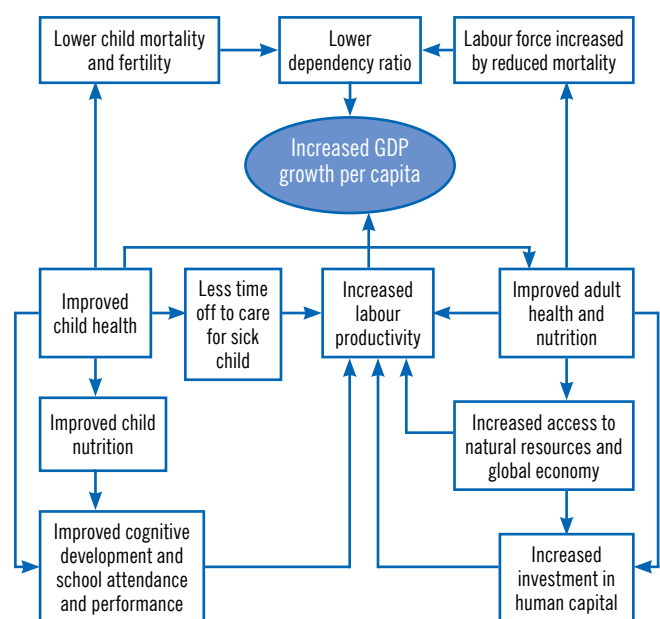 Lower child mortality
and fertility
Lower
dependency ratio
Labour force increased
by reduced mortality
Increased GDP
growth per capita
Improved
child health
Less time
off to care
for sick
child
Increased
labour
productivity
Improved adult
health and
nutrition
Improved child
nutrition
Increased access to
natural resources and
global economy
Improved cognitive
development and
school attendance
and performance
Increased
investment in
human capital